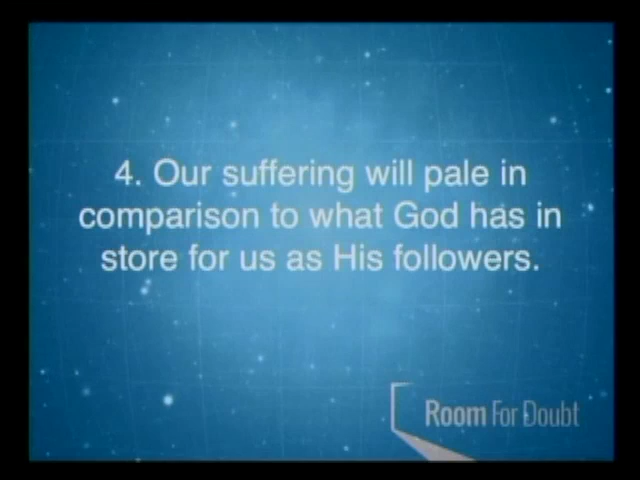 4. Our suffering will pale in
comparison to what God has in
store for us as His followers.
Room For Doubt